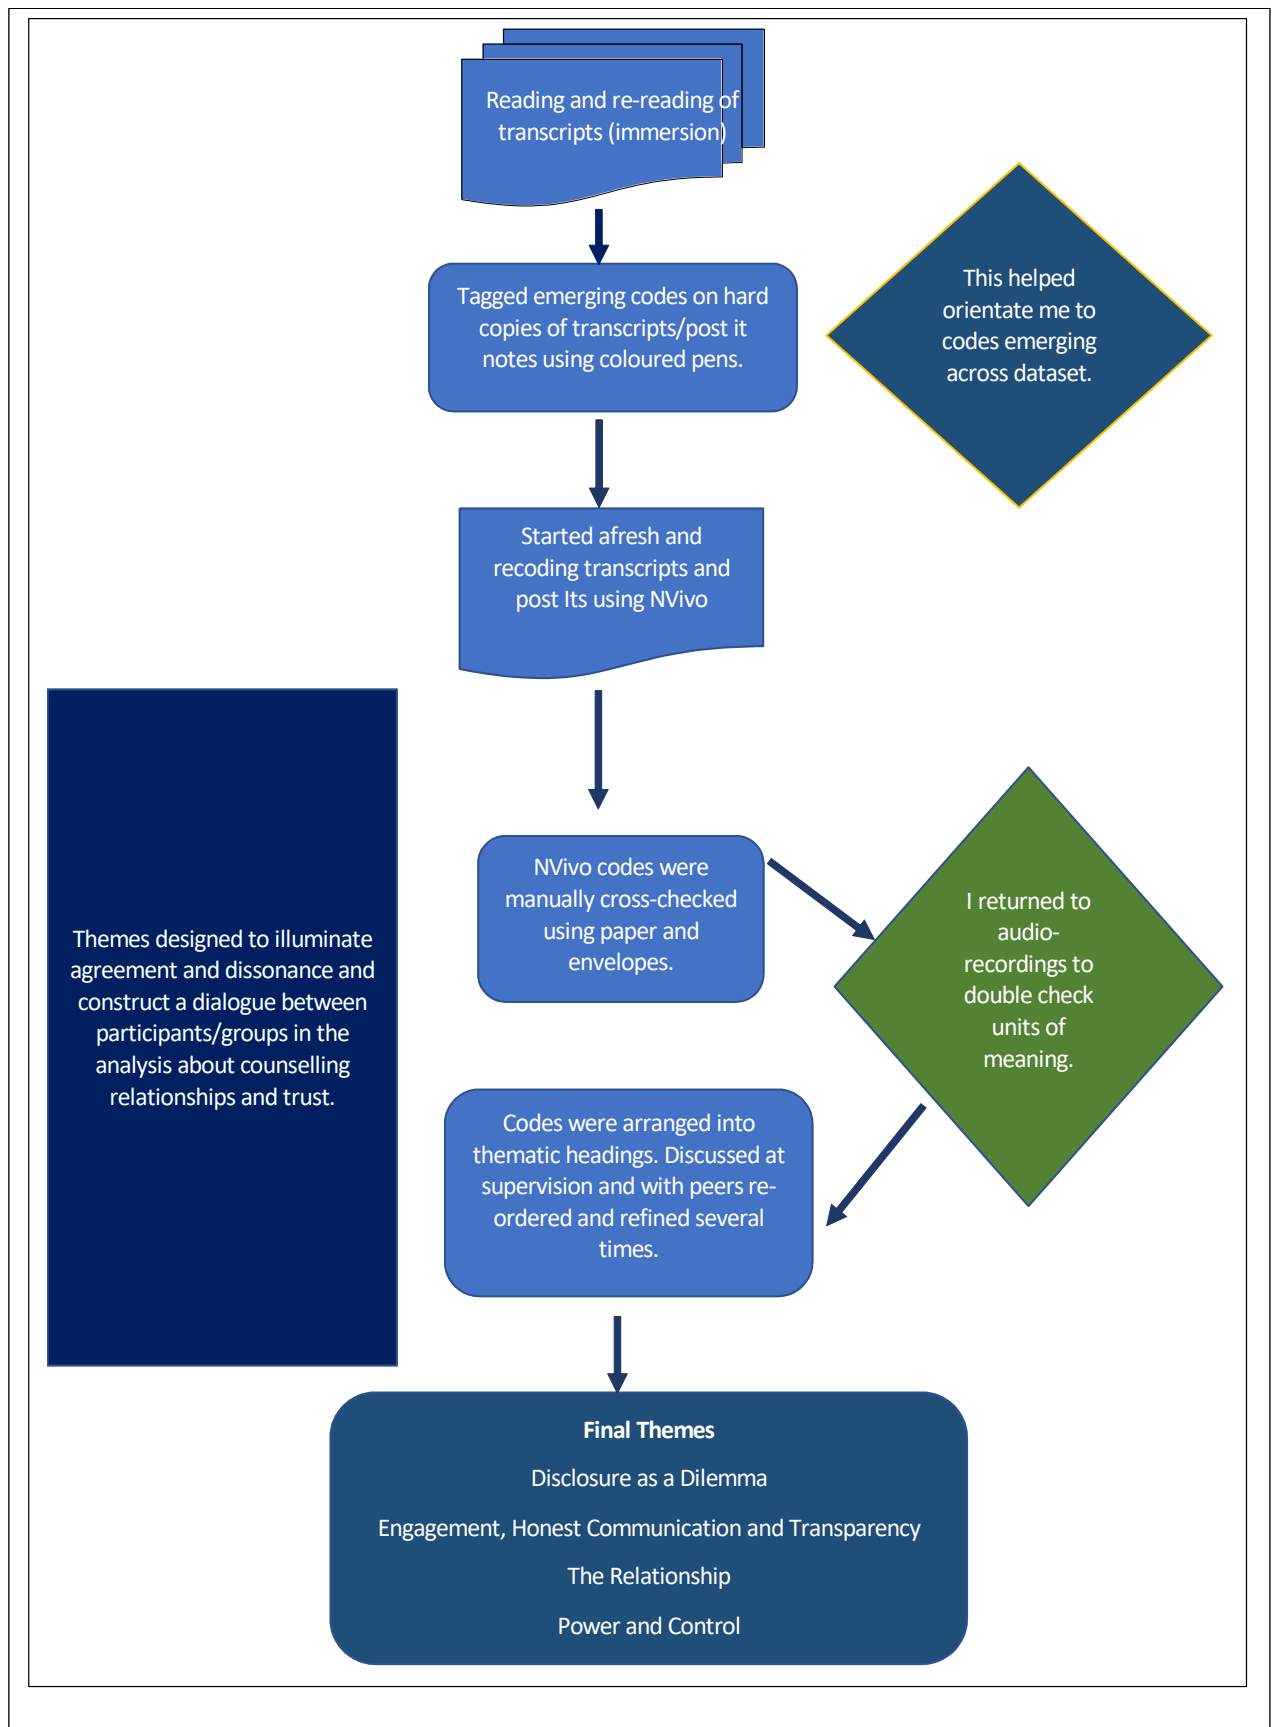 Reading and re-reading of
transcripts (immersion)
Tagged emerging codes on hard
copies of transcripts/post it
notes using coloured pens.
This helped
orientate me to
codes emerging
across dataset.
Started afresh and
recoding transcripts and
post Its using NVivo
NVivo codes were
manually cross-checked
using paper and
envelopes.
I returned to
audio-
recordings to
double check
units of
meaning.
Themes designed to illuminate
agreement and dissonance and
construct a dialogue between
participants/groups in the
analysis about counselling
relationships and trust.
Codes were arranged into
thematic headings. Discussed at
supervision and with peers re-
ordered and refined several
times.
Final Themes
Disclosure as a Dilemma
Engagement, Honest Communication and Transparency
The Relationship
Power and Control